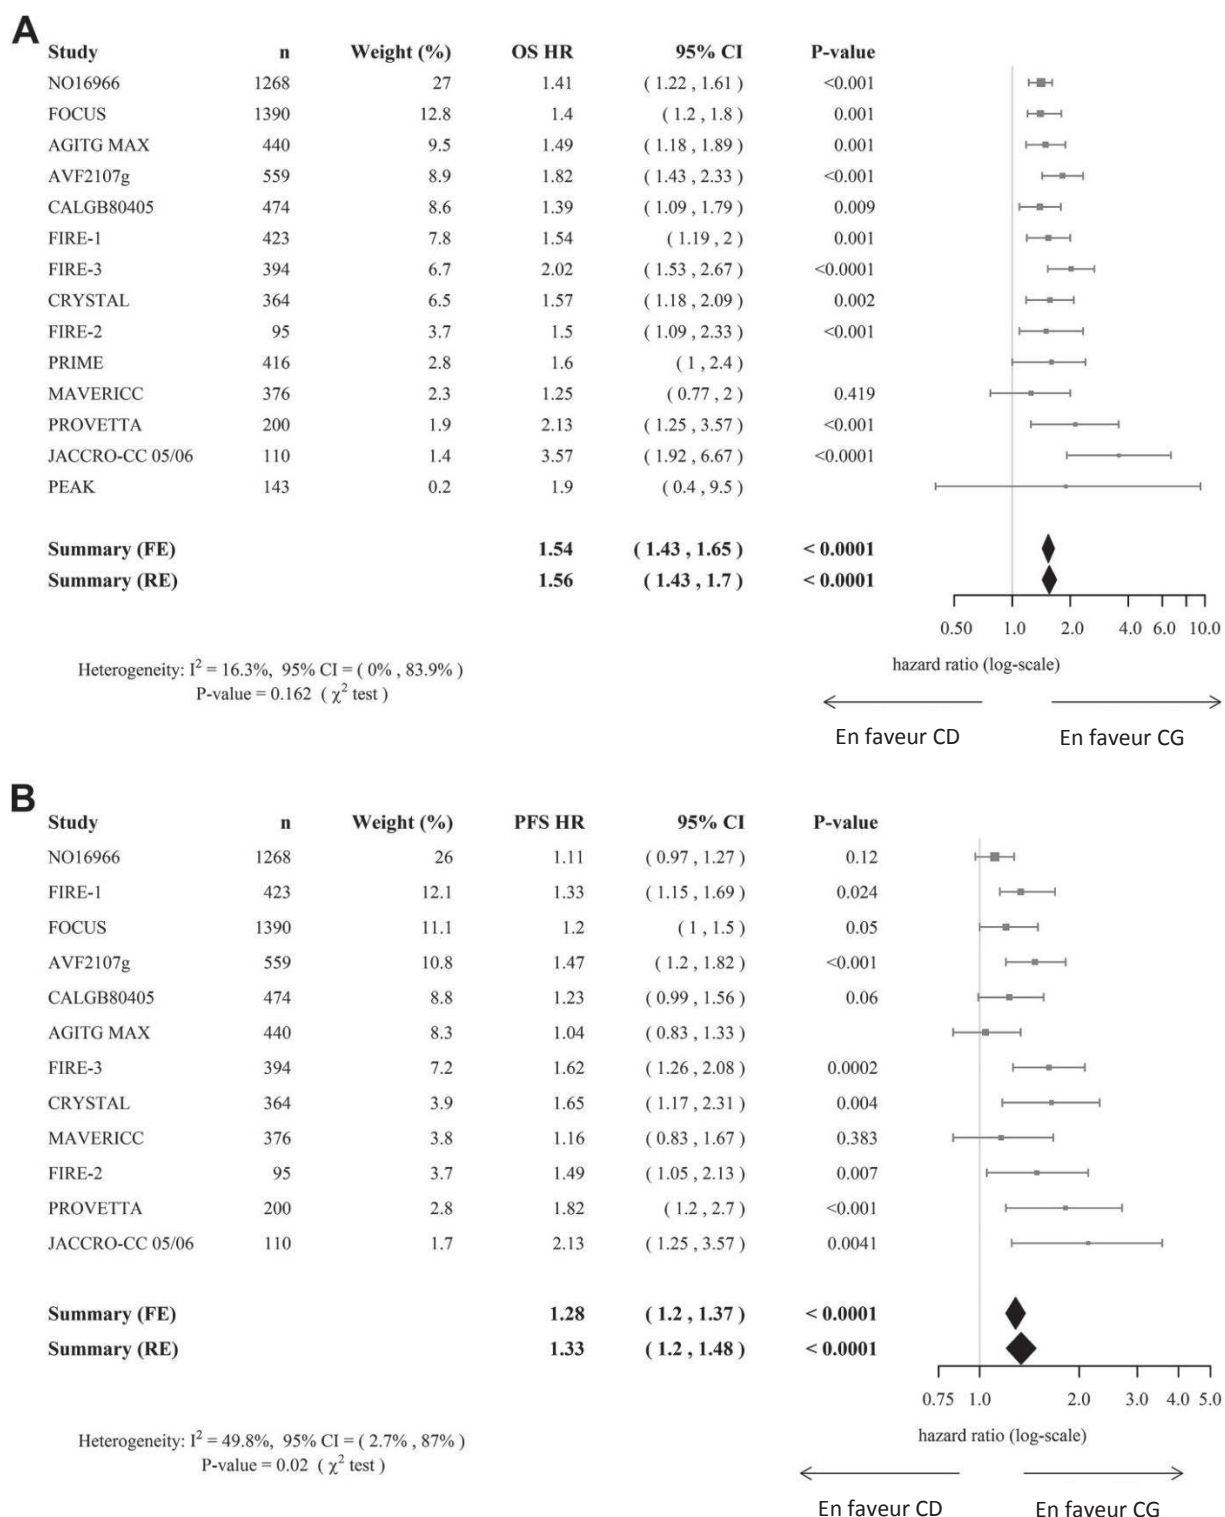 A
Study n Weight (%) OS HR 95% CI P-value
NO16966 1268 27 1.41 ( 1.22 , 1.61 ) <0.001
FOCUS 1390 12.8 1.4 ( 1.2 , 1.8 ) 0.001
AGITG MAX 440 9.5 1.49 ( 1.18 , 1.89 ) 0.001
AVF2107g 559 8.9 1.82 ( 1.43 , 2.33 ) <0.001
CALGB80405 474 8.6 1.39 ( 1.09 , 1.79 ) 0.009
FIRE-1 423 7.8 1.54 ( 1.19 , 2 ) 0.001
FIRE-3 394 6.7 2.02 ( 1.53 , 2.67 ) <0.0001
CRYSTAL 364 6.5 1.57 ( 1.18 , 2.09 ) 0.002
FIRE-2 95 3.7 1.5 ( 1.09 , 2.33 ) <0.001
PRIME 416 2.8 1.6 ( 1 , 2.4 )
MAVERICC 376 2.3 1.25 ( 0.77 , 2 ) 0.419
PROVETTA 200 1.9 2.13 ( 1.25 , 3.57 ) <0.001
JACCRO-CC 05/06 110 1.4 3.57 ( 1.92 , 6.67 ) <0.0001
PEAK 143 0.2 1.9 ( 0.4 , 9.5 )
Summary (FE) 1.54 ( 1.43 , 1.65 ) < 0.0001
Summary (RE) 1.56 ( 1.43 , 1.7 ) < 0.0001
0.50 1.0 2.0 4.0 6.0 10.0
hazard ratio (log-scale)
Heterogeneity: I² = 16.3%, 95% CI = ( 0% , 83.9% )
P-value = 0.162 ( χ² test )
En faveur CD En faveur CG
B
Study n Weight (%) PFS HR 95% CI P-value
NO16966 1268 26 1.11 ( 0.97 , 1.27 ) 0.12
FIRE-1 423 12.1 1.33 ( 1.15 , 1.69 ) 0.024
FOCUS 1390 11.1 1.2 ( 1 , 1.5 ) 0.05
AVF2107g 559 10.8 1.47 ( 1.2 , 1.82 ) <0.001
CALGB80405 474 8.8 1.23 ( 0.99 , 1.56 ) 0.06
AGITG MAX 440 8.3 1.04 ( 0.83 , 1.33 )
FIRE-3 394 7.2 1.62 ( 1.26 , 2.08 ) 0.0002
CRYSTAL 364 3.9 1.65 ( 1.17 , 2.31 ) 0.004
MAVERICC 376 3.8 1.16 ( 0.83 , 1.67 ) 0.383
FIRE-2 95 3.7 1.49 ( 1.05 , 2.13 ) 0.007
PROVETTA 200 2.8 1.82 ( 1.2 , 2.7 ) <0.001
JACCRO-CC 05/06 110 1.7 2.13 ( 1.25 , 3.57 ) 0.0041
Summary (FE) 1.28 ( 1.2 , 1.37 ) < 0.0001
Summary (RE) 1.33 ( 1.2 , 1.48 ) < 0.0001
0.75 1.0 2.0 3.0 4.0 5.0
hazard ratio (log-scale)
Heterogeneity: I² = 49.8%, 95% CI = ( 2.7% , 87% )
P-value = 0.02 ( χ² test )
En faveur CD En faveur CG